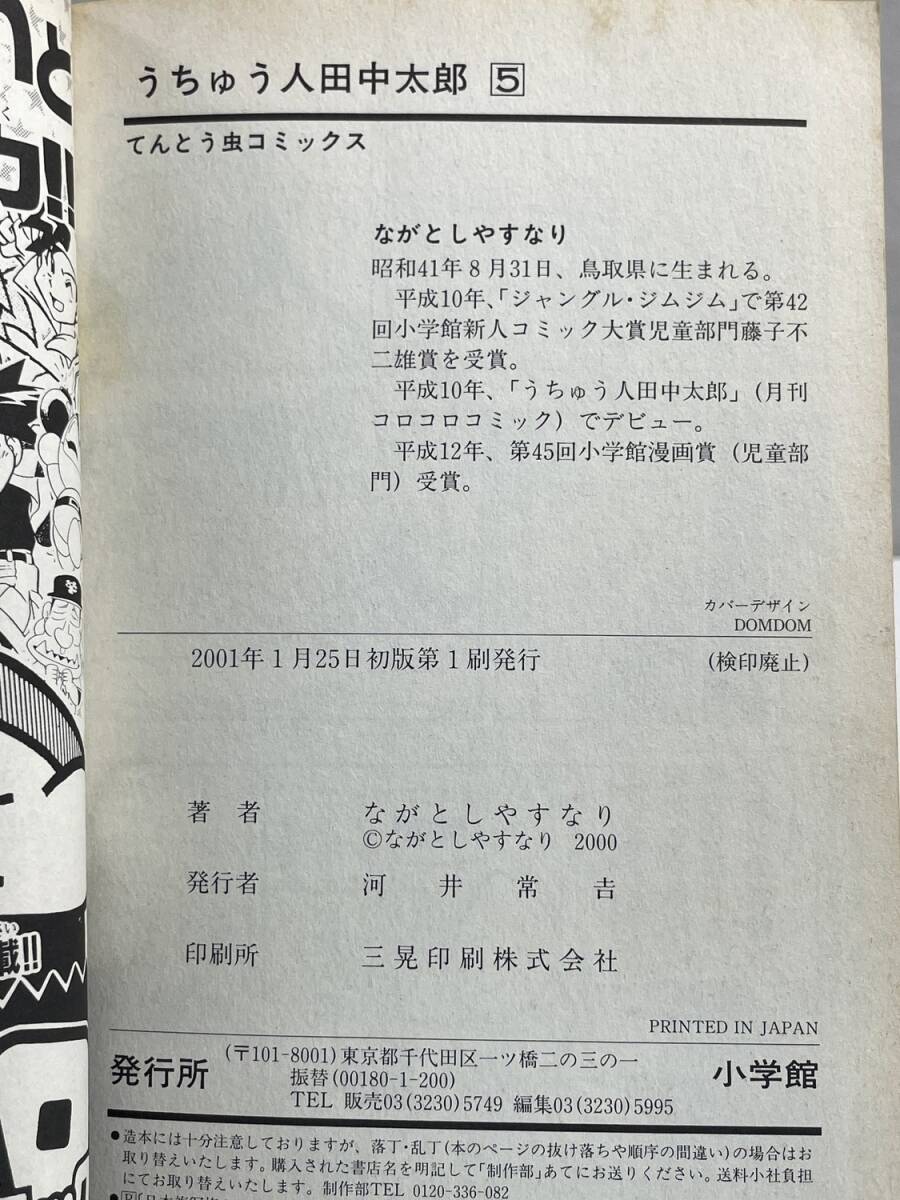 うちゅう人田中太郎 5
てんとう虫コミックス
ながとしやすなり
昭和41年8月31日、鳥取県に生まれる。
平成10年、「ジャングル・ジムジム」で第42
回小学館新人コミック大賞児童部門藤子不
二雄賞を受賞。
平成10年、「うちゅう人田中太郎」(月刊
コロコロコミック)でデビュー。
平成12年、第45回小学館漫画賞(児童部
門)受賞。
カバーデザイン
DOMDOM
2001年1月25日初版第1刷発行 (検印廃止)
著者 ながとしやすなり
©ながとしやすなり 2000
発行者 河井常𠮷
印刷所 三晃印刷株式会社
PRINTED IN JAPAN
(〒101-8001)東京都千代田区一ツ橋二の三の一
発行所 振替(00180-1-200) 小学館
TEL 販売03(3230)5749 編集03(3230)5995
●造本には十分注意しておりますが、落丁・乱丁(本のページの抜け落ちや順序の間違い)の場合はお
取り替えいたします。購入された書店名を明記して「制作部」あてにお送りください。送料小社負担
にてお取り替えいたします。 制作部TEL 0120-336-082